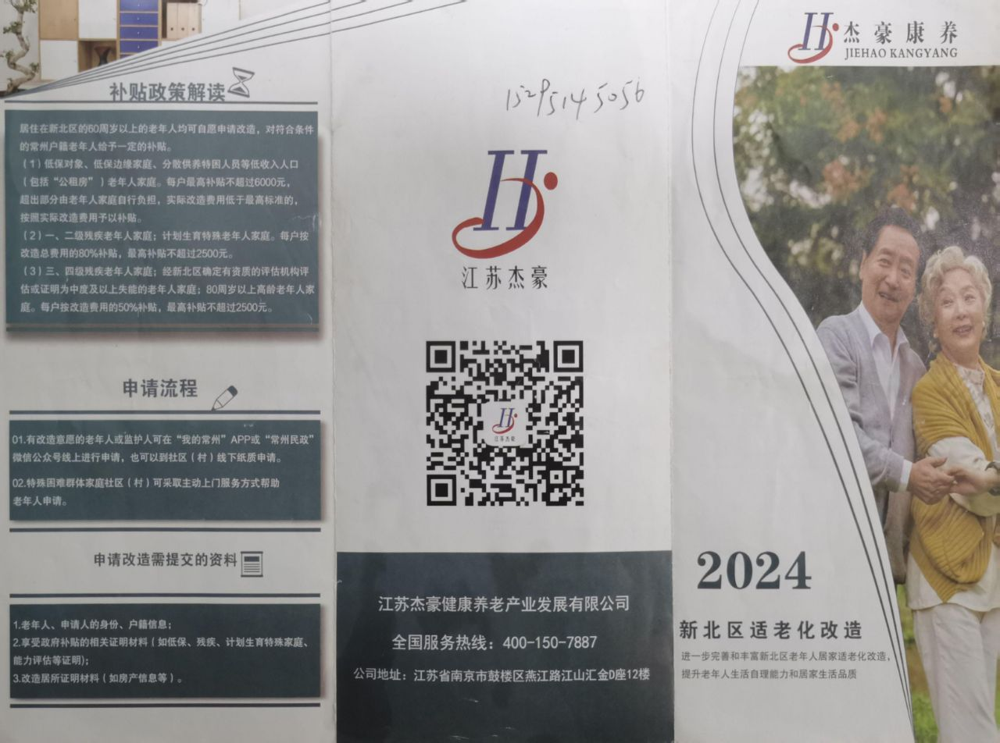 补贴政策解读
居住在新北区的60周岁以上的老年人均可自愿申请改造，对符合条件
的常州户籍老年人给予一定的补贴。
（1）低保对象、低保边缘家庭、分散供养特困人员等低收入人口
（包括“公租房”）老年人家庭。每户最高补贴不超过6000元，
超出部分由老年人家庭自行负担，实际改造费用低于最高标准的，
按照实际改造费用予以补贴。
（2）一、二级残疾老年人家庭；计划生育特殊老年人家庭。每户按
改造总费用的80%补贴，最高补贴不超过2500元。
（3）三、四级残疾老年人家庭；经新北区确定有资质的评估机构评
估或证明为中度及以上失能的老年人家庭；80周岁以上高龄老年人家
庭。每户按改造费用的50%补贴，最高补贴不超过2500元。
申请流程
01.有改造意愿的老年人或监护人可在“我的常州”APP或“常州民政”
微信公众号线上进行申请，也可以到社区（村）线下纸质申请。
02.特殊困难群体家庭社区（村）可采取主动上门服务方式帮助
老年人申请。
申请改造需提交的资料
1.老年人、申请人的身份、户籍信息；
2.享受政府补贴的相关证明材料（如低保、残疾、计划生育特殊家庭、
能力评估等证明);
3.改造居所证明材料（如房产信息等）。
15295145056
江苏杰豪
江苏杰豪
江苏杰豪健康养老产业发展有限公司
全国服务热线：400-150-7887
公司地址：江苏省南京市鼓楼区燕江路江山汇金D座12楼
杰豪康养
JIEHAO KANGYANG
2024
新北区适老化改造
进一步完善和丰富新北区老年人居家适老化改造，
提升老年人生活自理能力和居家生活品质